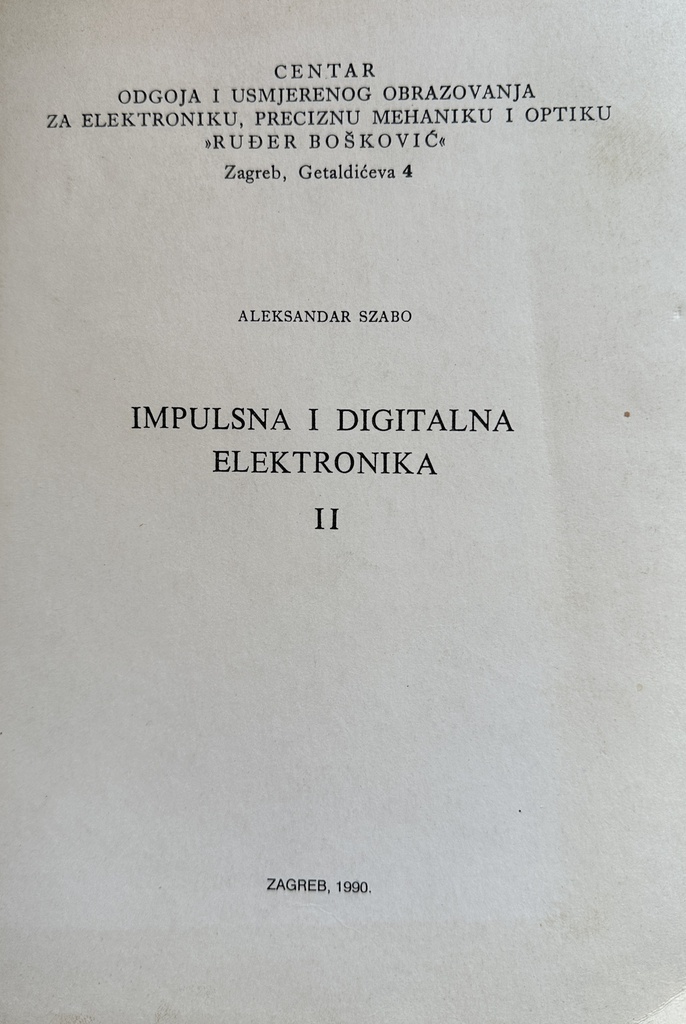 CENTAR
ODGOJA I USMJERENOG OBRAZOVANJA
ZA ELEKTRONIKU, PRECIZNU MEHANIKU I OPTIKU
»RUĐER BOŠKOVIĆ«
Zagreb, Getaldićeva 4
ALEKSANDAR SZABO
IMPULSNA I DIGITALNA
ELEKTRONIKA
II
ZAGREB, 1990.